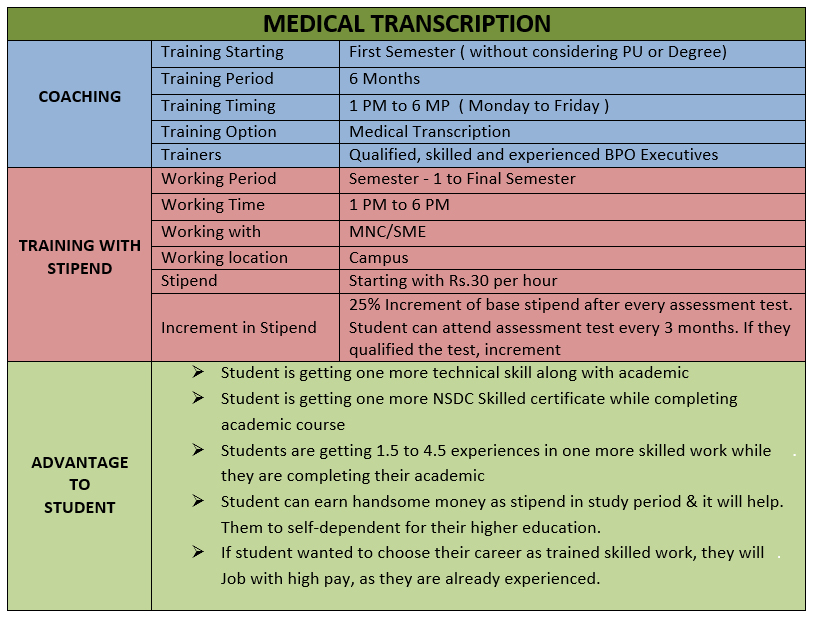 MEDICAL TRANSCRIPTION
COACHING
Training Starting First Semester ( without considering PU or Degree)
Training Period 6 Months
Training Timing 1 PM to 6 MP ( Monday to Friday )
Training Option Medical Transcription
Trainers Qualified, skilled and experienced BPO Executives
TRAINING WITH
STIPEND
Working Period Semester - 1 to Final Semester
Working Time 1 PM to 6 PM
Working with MNC/SME
Working location Campus
Stipend Starting with Rs.30 per hour
Increment in Stipend
25% Increment of base stipend after every assessment test.
Student can attend assessment test every 3 months. If they
qualified the test, increment
ADVANTAGE
TO
STUDENT
➢ Student is getting one more technical skill along with academic
➢ Student is getting one more NSDC Skilled certificate while completing
academic course
➢ Students are getting 1.5 to 4.5 experiences in one more skilled work while
they are completing their academic
➢ Student can earn handsome money as stipend in study period & it will help.
Them to self-dependent for their higher education.
➢ If student wanted to choose their career as trained skilled work, they will
Job with high pay, as they are already experienced.